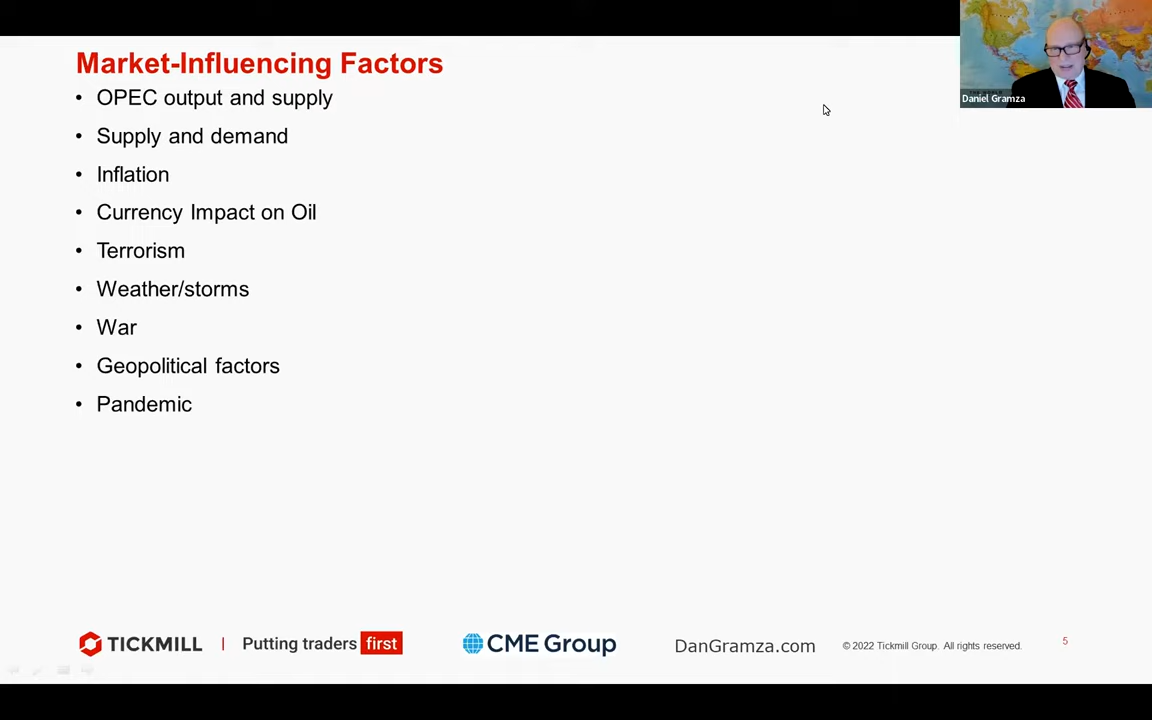 Market-Influencing Factors
• OPEC output and supply
• Supply and demand
• Inflation
• Currency Impact on Oil
• Terrorism
• Weather/storms
• War
• Geopolitical factors
• Pandemic
Daniel Gramza
TICKMILL | Putting traders first
CME Group
DanGramza.com
© 2022 Tickmill Group. All rights reserved.
5